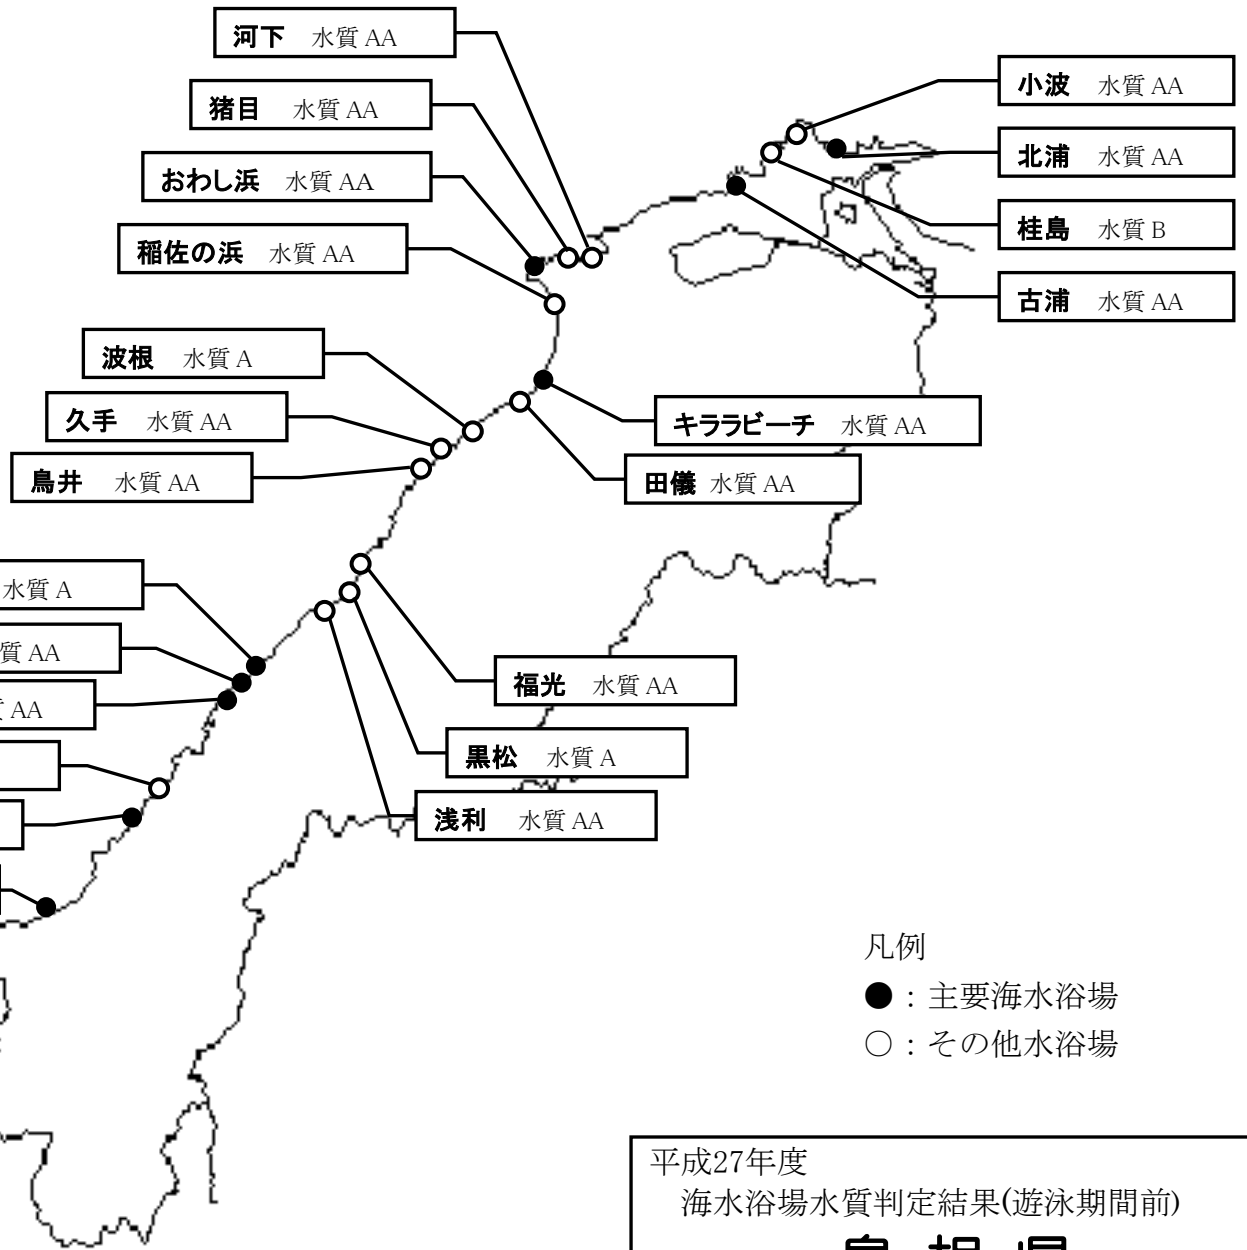 河下 水質 AA
猪目 水質 AA
おわし浜 水質 AA
稲佐の浜 水質 AA
小波 水質 AA
北浦 水質 AA
桂島 水質 B
古浦 水質 AA
波根 水質 A
久手 水質 AA
鳥井 水質 AA
キララビーチ 水質 AA
田儀 水質 AA
水質 A
質 AA
AA
福光 水質 AA
黒松 水質 A
浅利 水質 AA
凡例
●：主要海水浴場
○：その他水浴場
平成27年度
海水浴場水質判定結果(遊泳期間前)